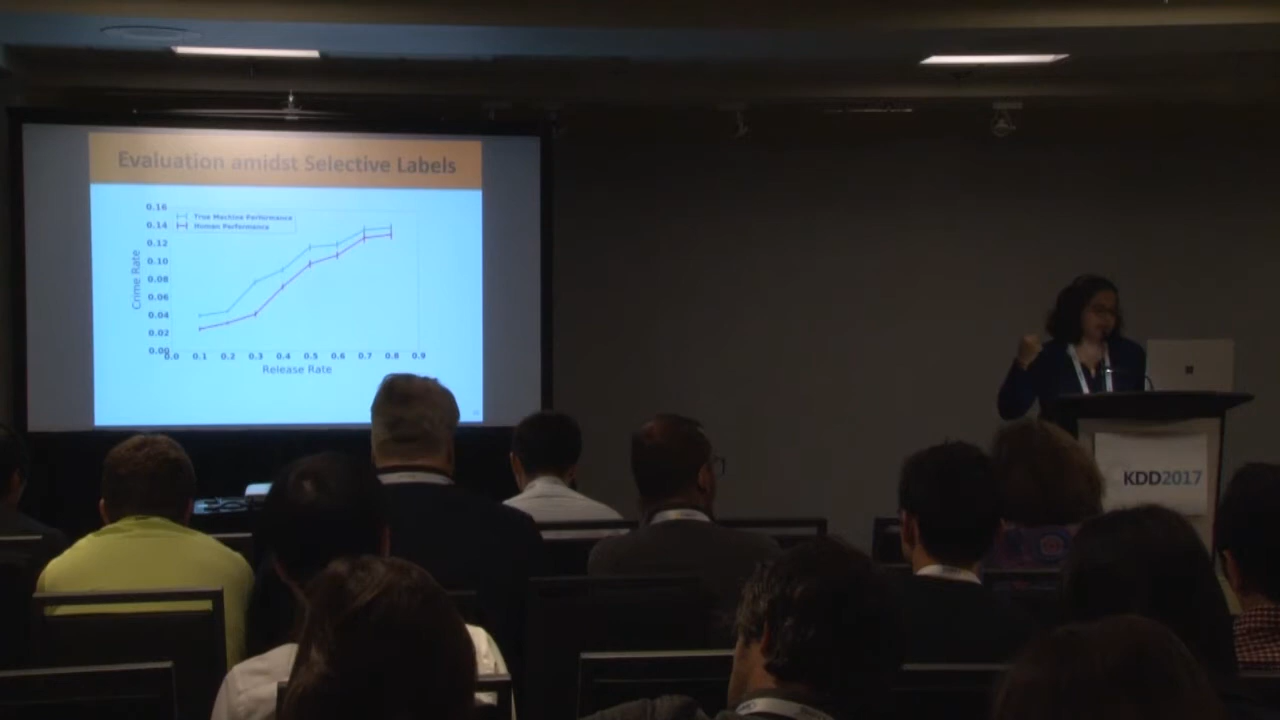 Evaluation amidst Selective Labels
0.16
0.14
0.12
0.10
0.08
0.06
0.04
0.02
0.00
True Machine Performance
Human Performance
Crime Rate
0.0 0.1 0.2 0.3 0.4 0.5 0.6 0.7 0.8 0.9
Release Rate
KDD2017